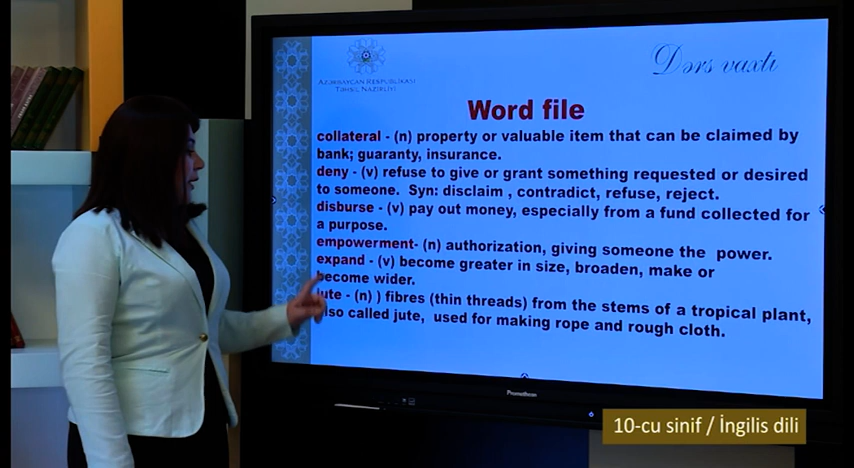 AZƏRBAYCAN RESPUBLİKASI
TƏHSİL NAZİRLİYİ
Dərs vaxtı
Word file
collateral - (n) property or valuable item that can be claimed by
bank; guaranty, insurance.
deny - (v) refuse to give or grant something requested or desired
to someone. Syn: disclaim , contradict, refuse, reject.
disburse - (v) pay out money, especially from a fund collected for
a purpose.
empowerment- (n) authorization, giving someone the power.
expand - (v) become greater in size, broaden, make or
become wider.
jute - (n) ) fibres (thin threads) from the stems of a tropical plant,
also called jute, used for making rope and rough cloth.
Promethean
10-cu sinif / İngilis dili